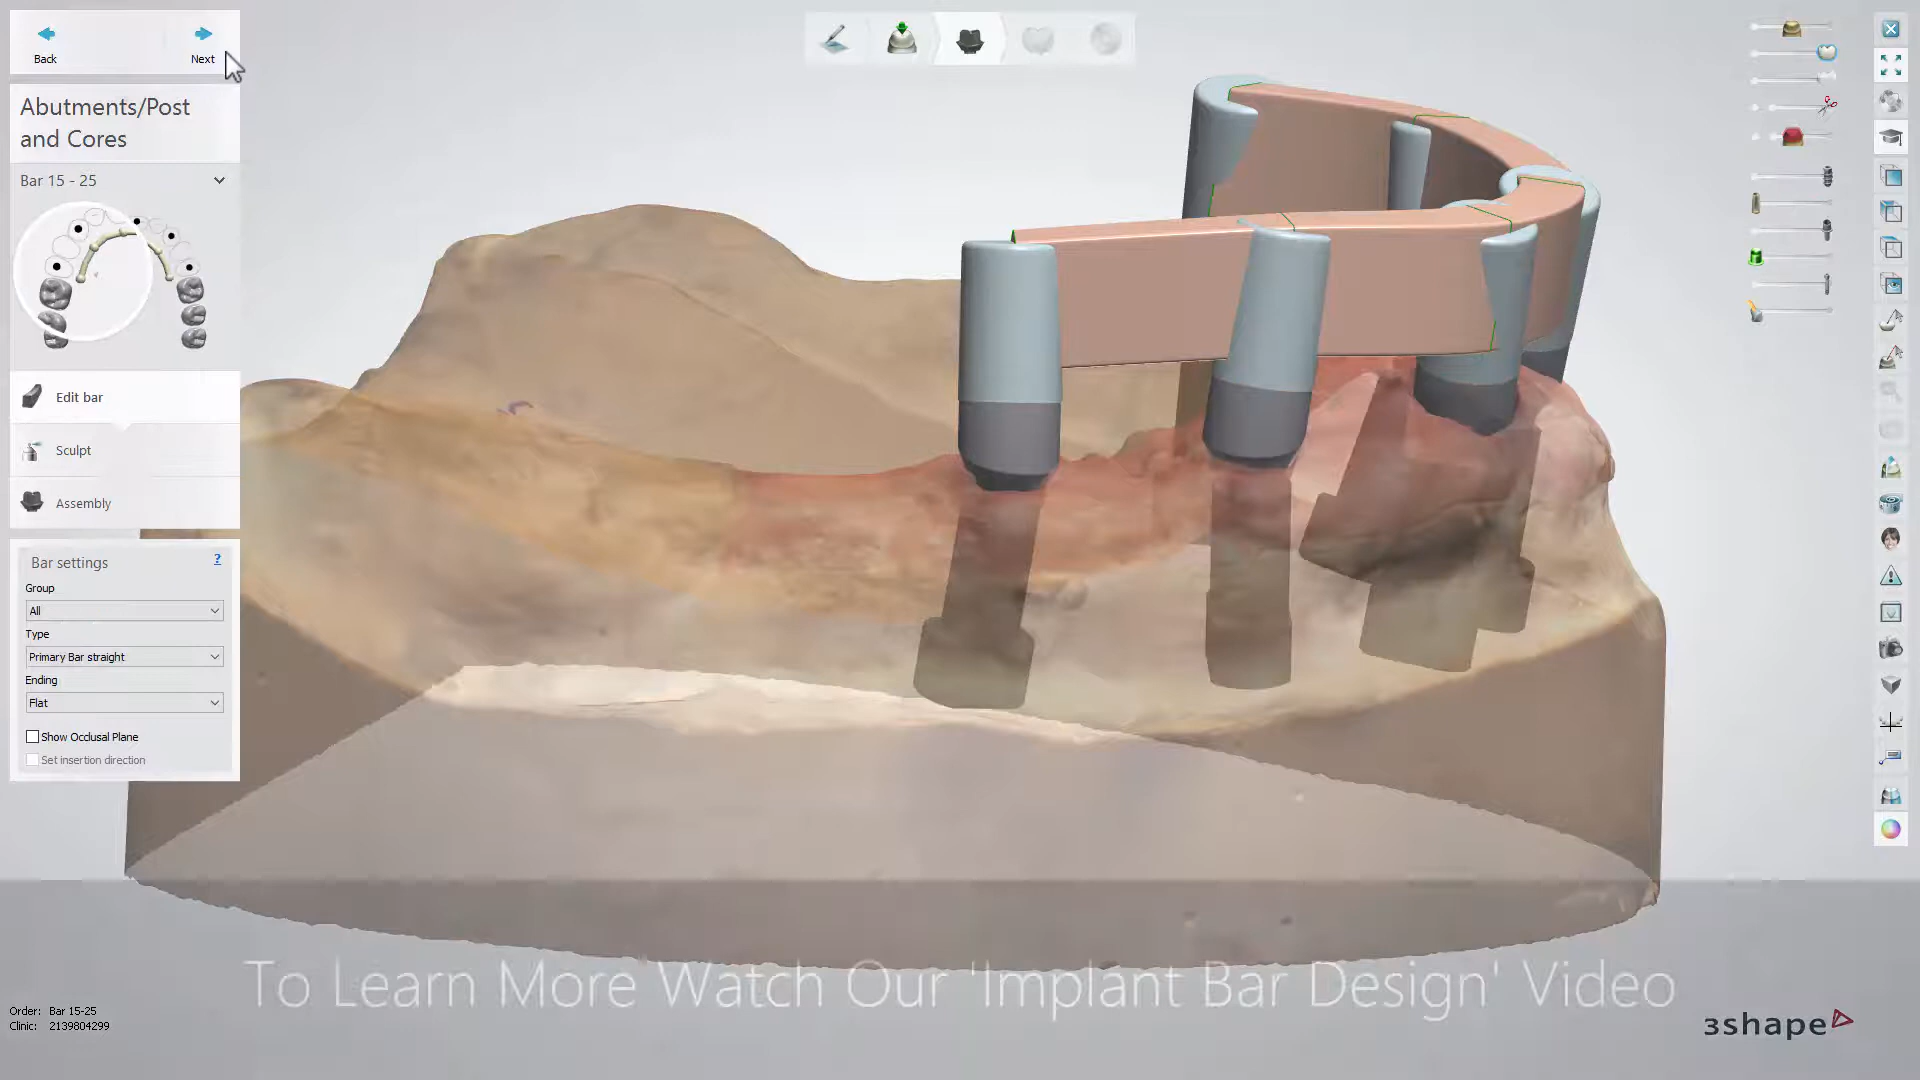 Back
Next
Abutments/Post
and Cores
Bar 15 - 25
Edit bar
Sculpt
Assembly
Bar settings
?
Group
All
Type
Primary Bar straight
Ending
Flat
Show Occlusal Plane
Set insertion direction
To Learn More Watch Our 'Implant Bar Design' Video
Order: Bar 15-25
Clinic: 2139804299
3shape